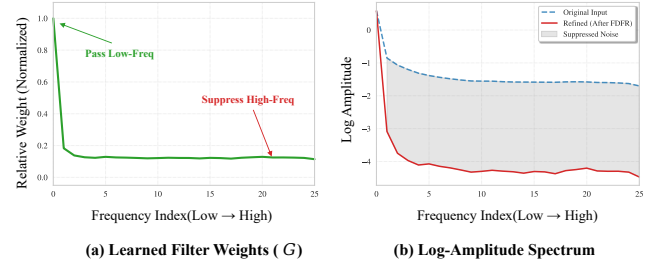 Relative Weight (Normalized)
1.0
0.8
0.6
0.4
0.2
0.0
Pass Low-Freq
Suppress High-Freq
0 5 10 15 20 25
Frequency Index(Low → High)
(a) Learned Filter Weights ( G)
Log Amplitude
0
−1
−2
−3
−4
Original Input
Refined (After FDFR)
Suppressed Noise
0 5 10 15 20 25
Frequency Index(Low → High)
(b) Log-Amplitude Spectrum